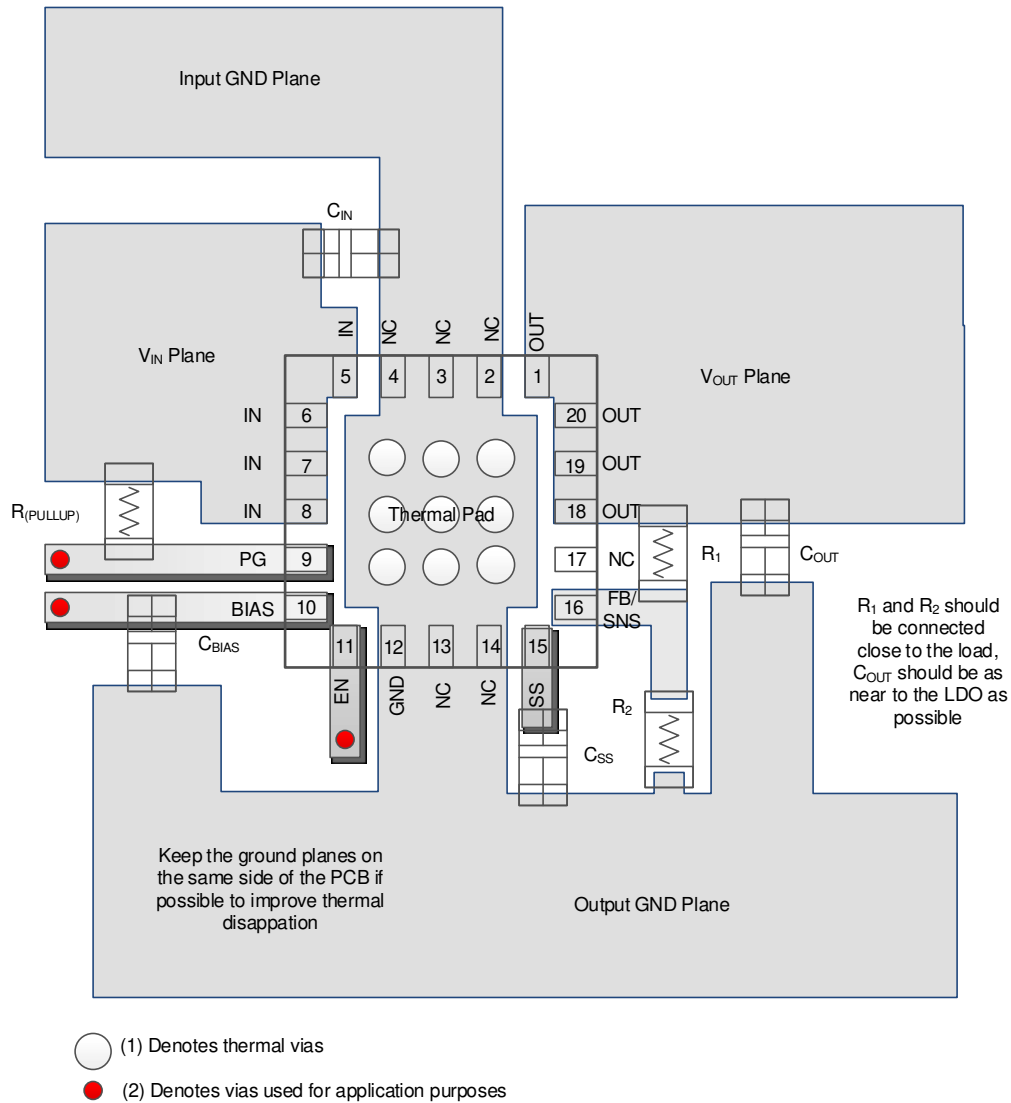 Input GND Plane
CIN
VIN Plane
VOUT Plane
IN
NC
NC
NC
OUT
5
4
3
2
1
IN
6
20
OUT
IN
7
19
OUT
IN
8
18
OUT
Thermal Pad
R(PULLUP)
PG
9
17
NC
R1
COUT
BIAS
10
16
FB/
SNS
CBIAS
11
12
13
14
15
EN
GND
NC
NC
SS
R2
CSS
R1 and R2 should
be connected
close to the load,
COUT should be as
near to the LDO as
possible
Keep the ground planes on
the same side of the PCB if
possible to improve thermal
disappation
Output GND Plane
(1) Denotes thermal vias
(2) Denotes vias used for application purposes